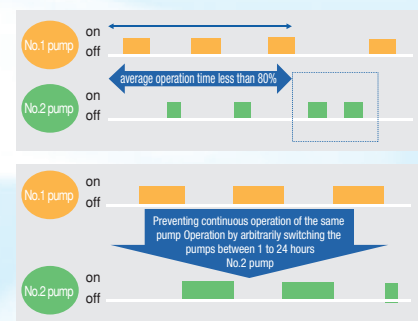 on
No.1 pump
off
average operation time less than 80%
on
No.2 pump
off
on
No.1 pump
off
Preventing continuous operation of the same
pump Operation by arbitrarily switching the
pumps between 1 to 24 hours
No.2 pump
on
No.2 pump
off